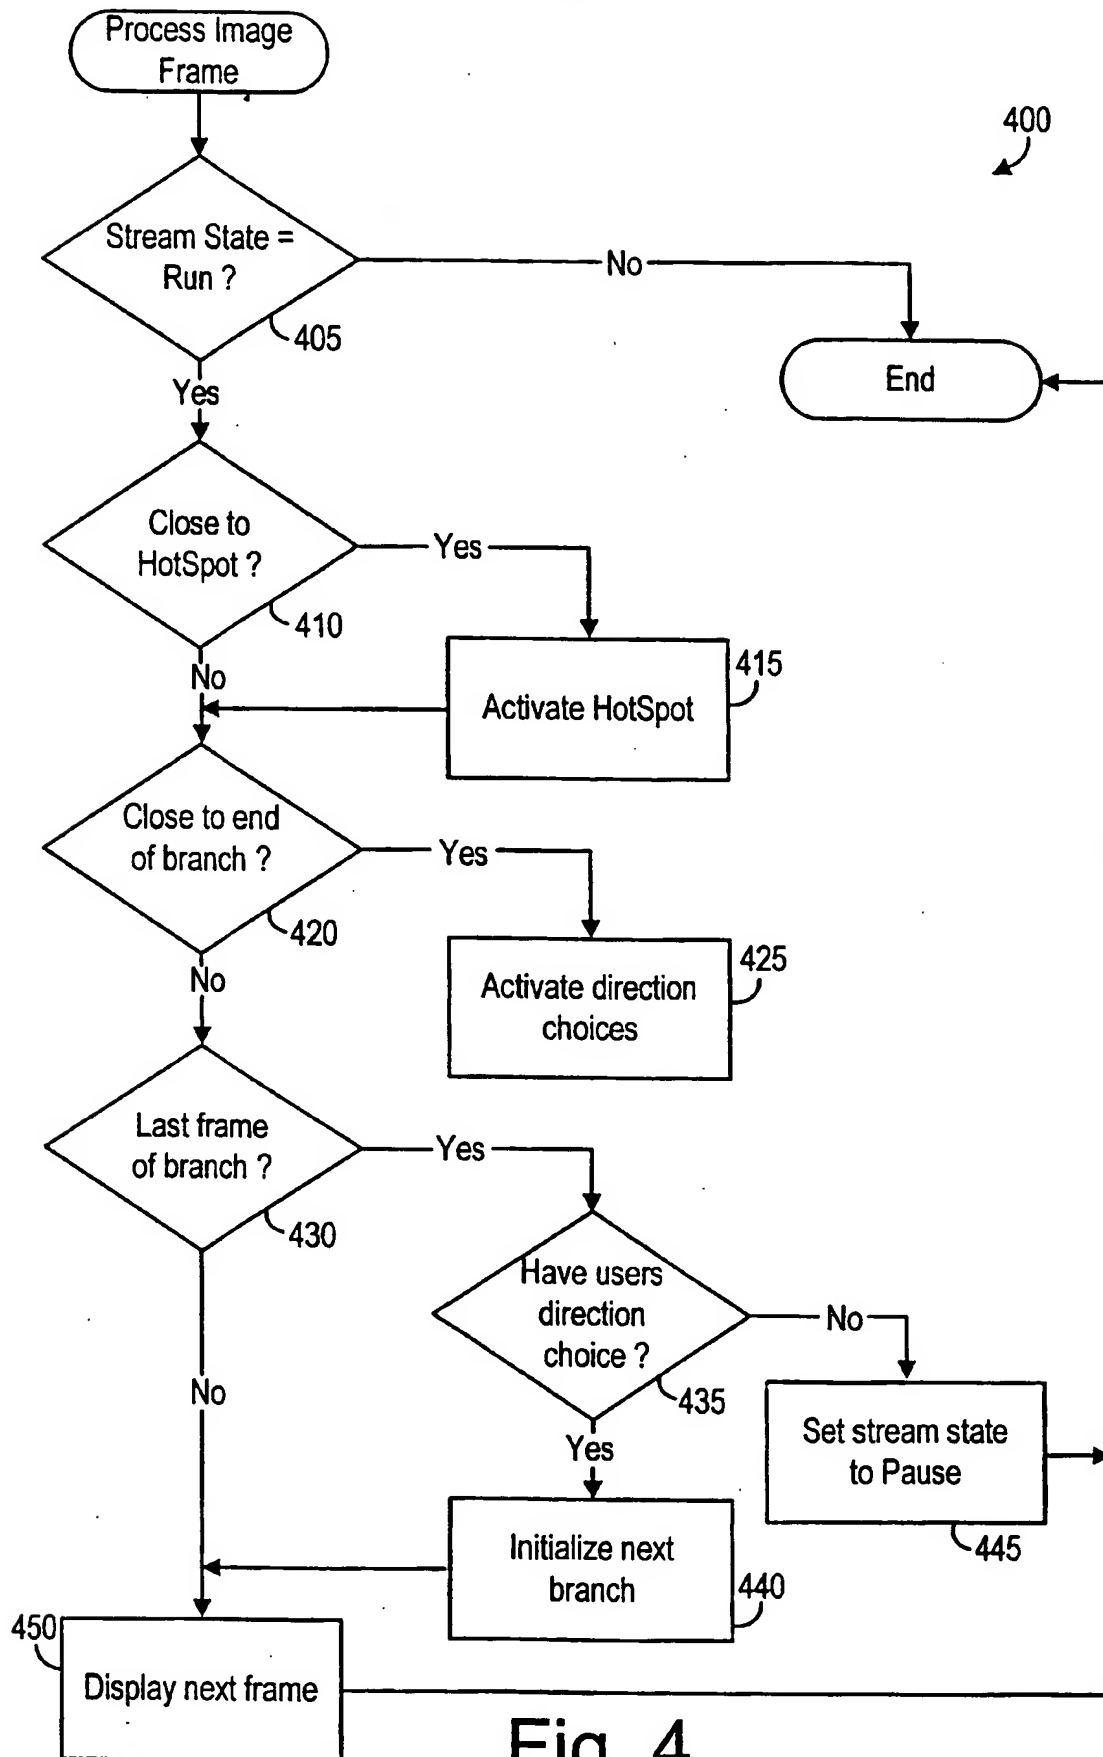 Process Image
Frame
400
Stream State =
Run ?
No
405
End
Yes
Close to
HotSpot ?
Yes
410
No
415
Activate HotSpot
Close to end
of branch ?
Yes
420
No
425
Activate direction
choices
Last frame
of branch ?
Yes
430
Have users
direction
choice ?
No
435
No
Yes
Set stream state
to Pause
445
Initialize next
branch
440
450
Display next frame
Fig. 4